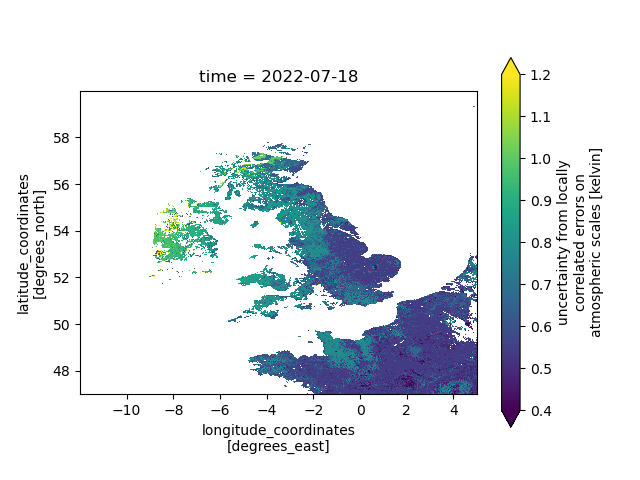 time = 2022-07-18
58
56
54
52
50
48
latitude_coordinates
[degrees_north]
−10
−8
−6
−4
−2
0
2
4
longitude_coordinates
[degrees_east]
1.2
1.1
1.0
0.9
0.8
0.7
0.6
0.5
0.4
uncertainty from locally
correlated errors on
atmospheric scales [kelvin]